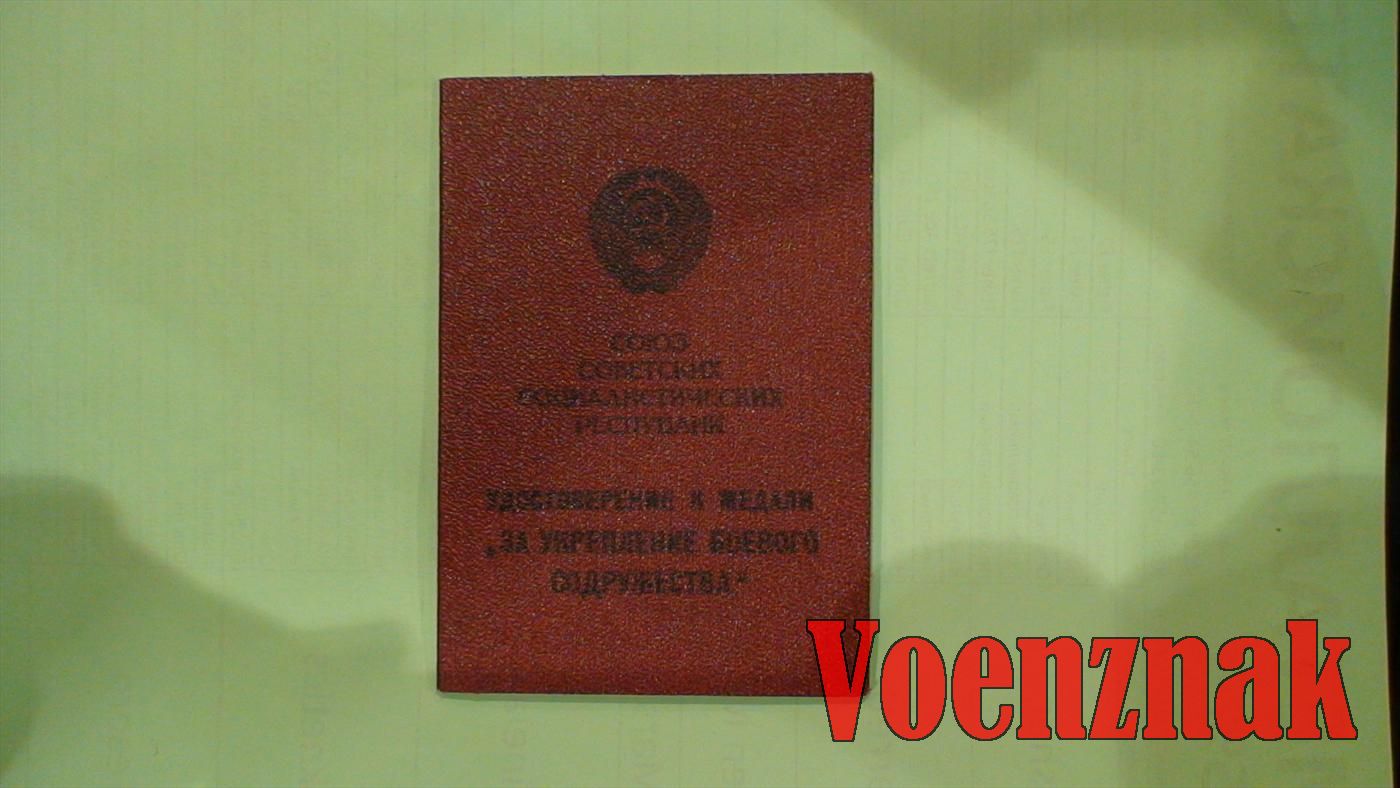 СОЮЗ
СОВЕТСКИХ
СОЦИАЛИСТИЧЕСКИХ
РЕСПУБЛИК
УДОСТОВЕРЕНИЕ К МЕДАЛИ
„ЗА УКРЕПЛЕНИЕ БОЕВОГО
СОДРУЖЕСТВА“
Voenznak